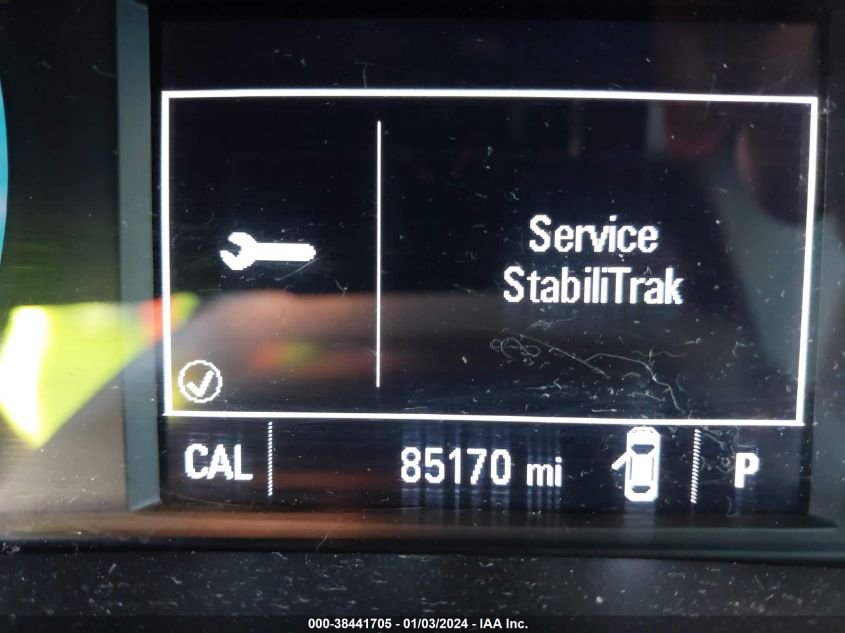 Service
StabiliTrak
CAL 85170 mi P
000-38441705 - 01/03/2024 - IAA Inc.